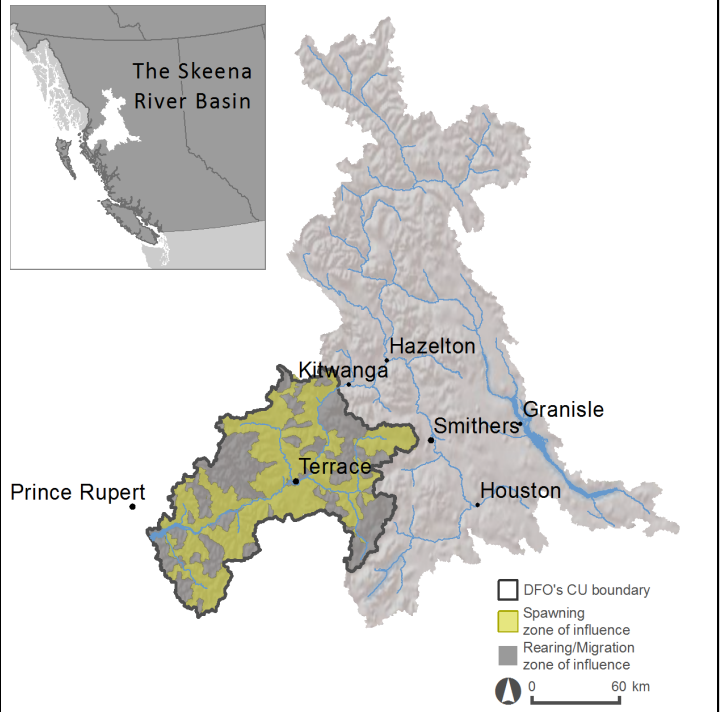 The Skeena
River Basin
Hazelton
Kitwanga
Granisle
Smithers
Terrace
Prince Rupert
Houston
DFO's CU boundary
Spawning
zone of influence
Rearing/Migration
zone of influence
0 60 km